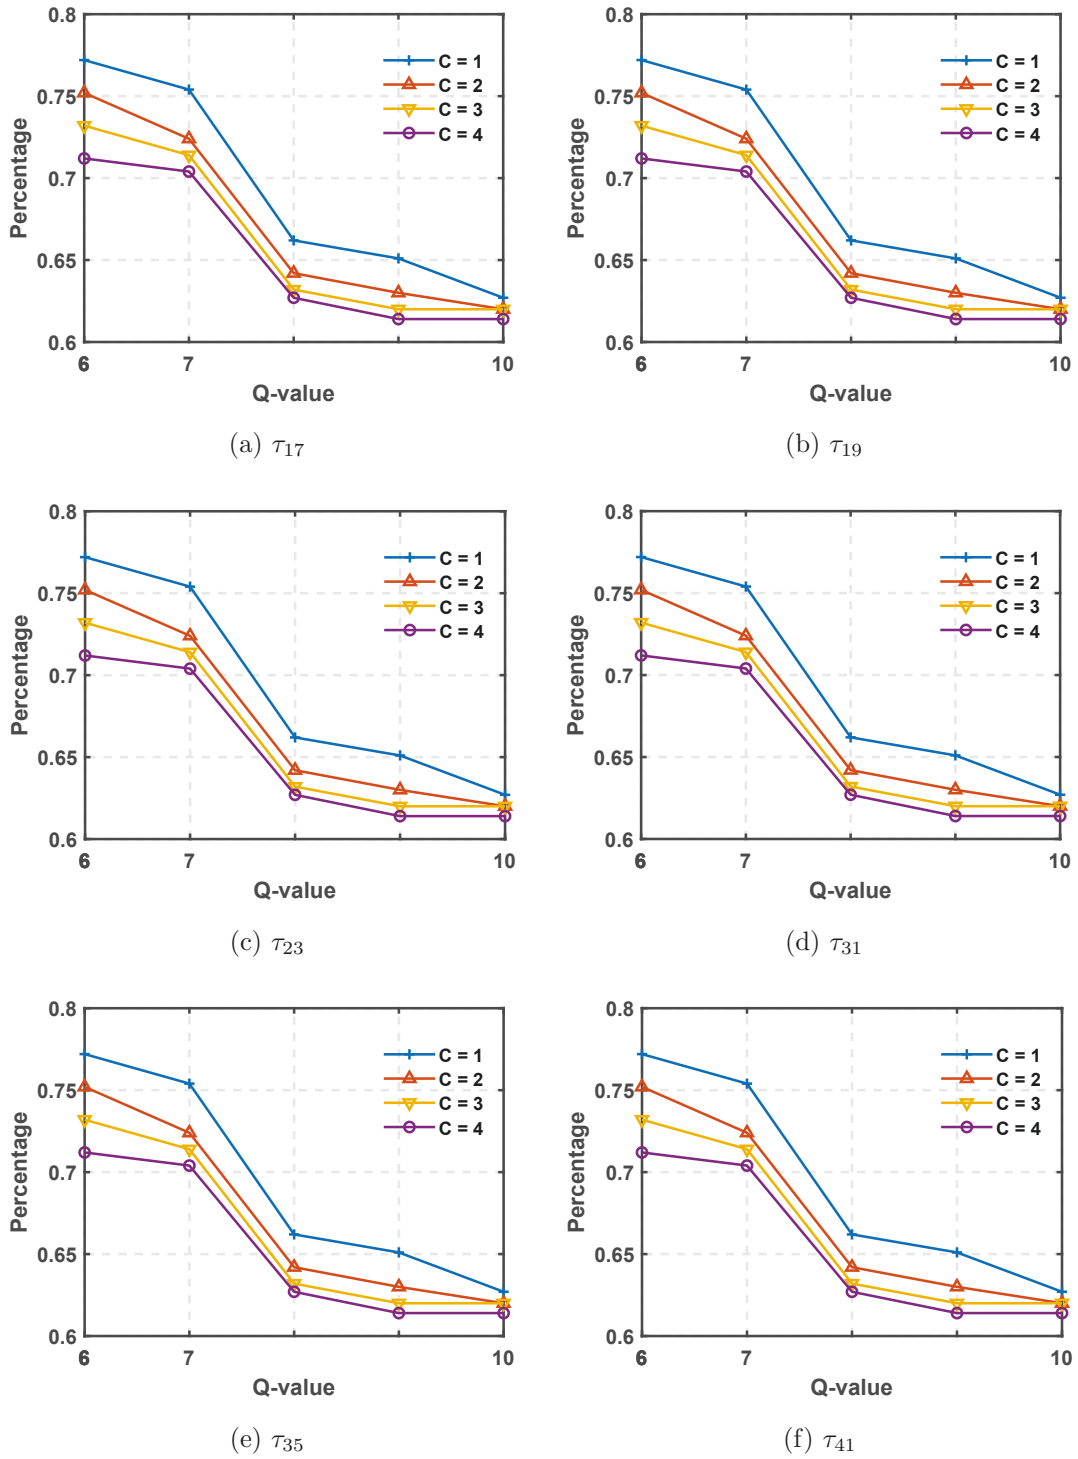 0.8
0.75
0.7
0.65
0.6
Percentage
C = 1
C = 2
C = 3
C = 4
6 7 10
Q-value
(a) τ17
0.8
0.75
0.7
0.65
0.6
Percentage
C = 1
C = 2
C = 3
C = 4
6 7 10
Q-value
(b) τ19
0.8
0.75
0.7
0.65
0.6
Percentage
C = 1
C = 2
C = 3
C = 4
6 7 10
Q-value
(c) τ23
0.8
0.75
0.7
0.65
0.6
Percentage
C = 1
C = 2
C = 3
C = 4
6 7 10
Q-value
(d) τ31
0.8
0.75
0.7
0.65
0.6
Percentage
C = 1
C = 2
C = 3
C = 4
6 7 10
Q-value
(e) τ35
0.8
0.75
0.7
0.65
0.6
Percentage
C = 1
C = 2
C = 3
C = 4
6 7 10
Q-value
(f) τ41